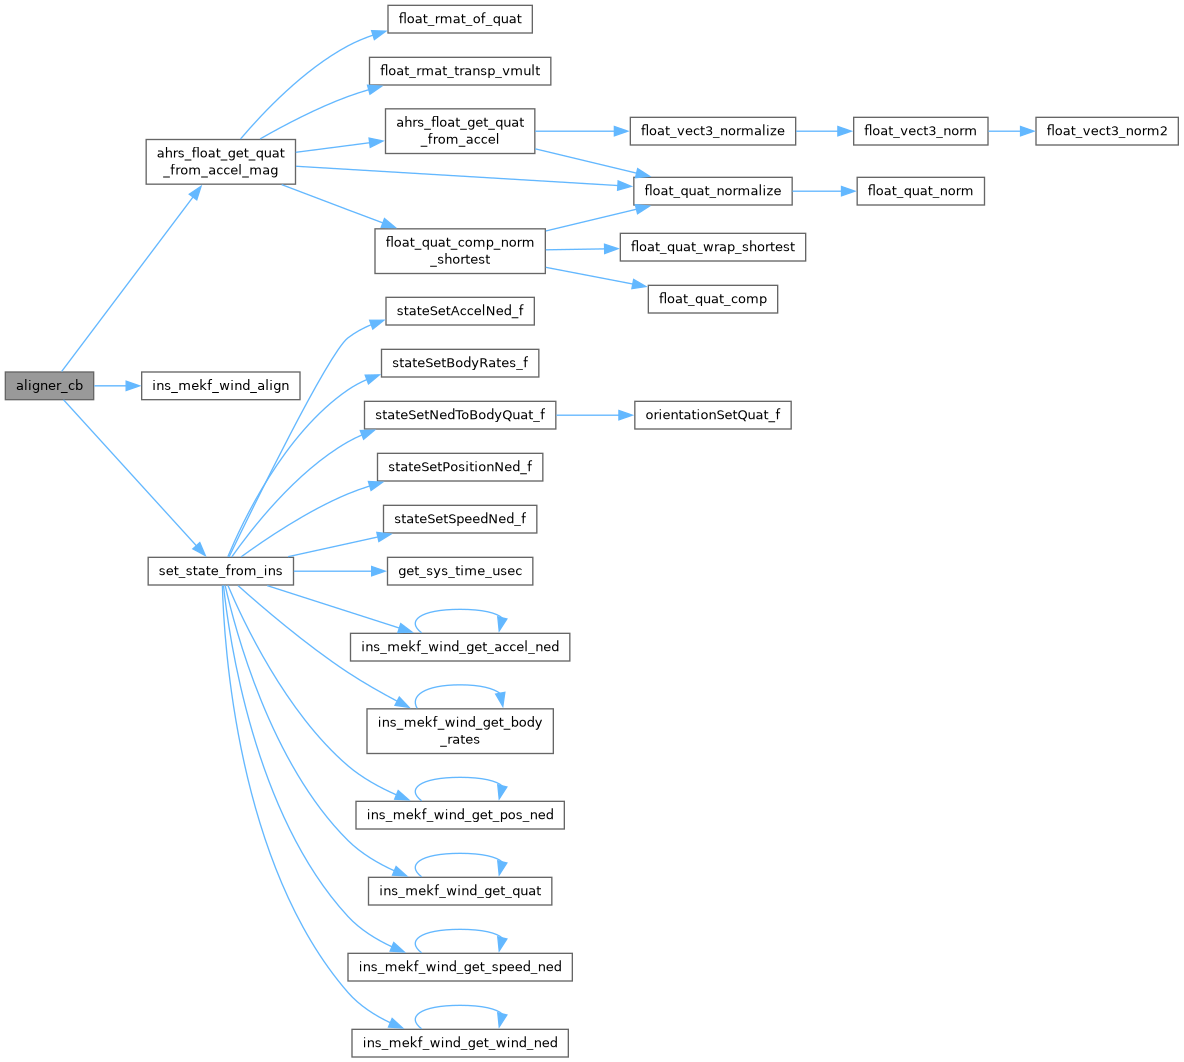 float_rmat_of_quat
float_rmat_transp_vmult
ahrs_float_get_quat
_from_accel
float_vect3_normalize
float_vect3_norm
float_vect3_norm2
ahrs_float_get_quat
_from_accel_mag
float_quat_normalize
float_quat_norm
float_quat_comp_norm
_shortest
float_quat_wrap_shortest
float_quat_comp
stateSetAccelNed_f
stateSetBodyRates_f
aligner_cb
ins_mekf_wind_align
stateSetNedToBodyQuat_f
orientationSetQuat_f
stateSetPositionNed_f
stateSetSpeedNed_f
set_state_from_ins
get_sys_time_usec
ins_mekf_wind_get_accel_ned
ins_mekf_wind_get_body
_rates
ins_mekf_wind_get_pos_ned
ins_mekf_wind_get_quat
ins_mekf_wind_get_speed_ned
ins_mekf_wind_get_wind_ned